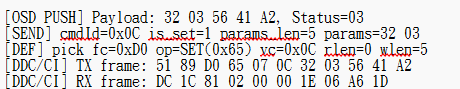 [OSD PUSH] Payload: 32 03 56 41 A2, Status=03
[SEND] cmdId=0x0C is_set=1 params_len=5 params=32 03
[DEF] pick fc=0xD0 op=SET(0x65) vc=0x0C rlen=0 wlen=5
[DDC/CI] TX frame: 51 89 D0 65 07 0C 32 03 56 41 A2
[DDC/CI] RX frame: DC 1C 81 02 00 00 1E 06 A6 1D